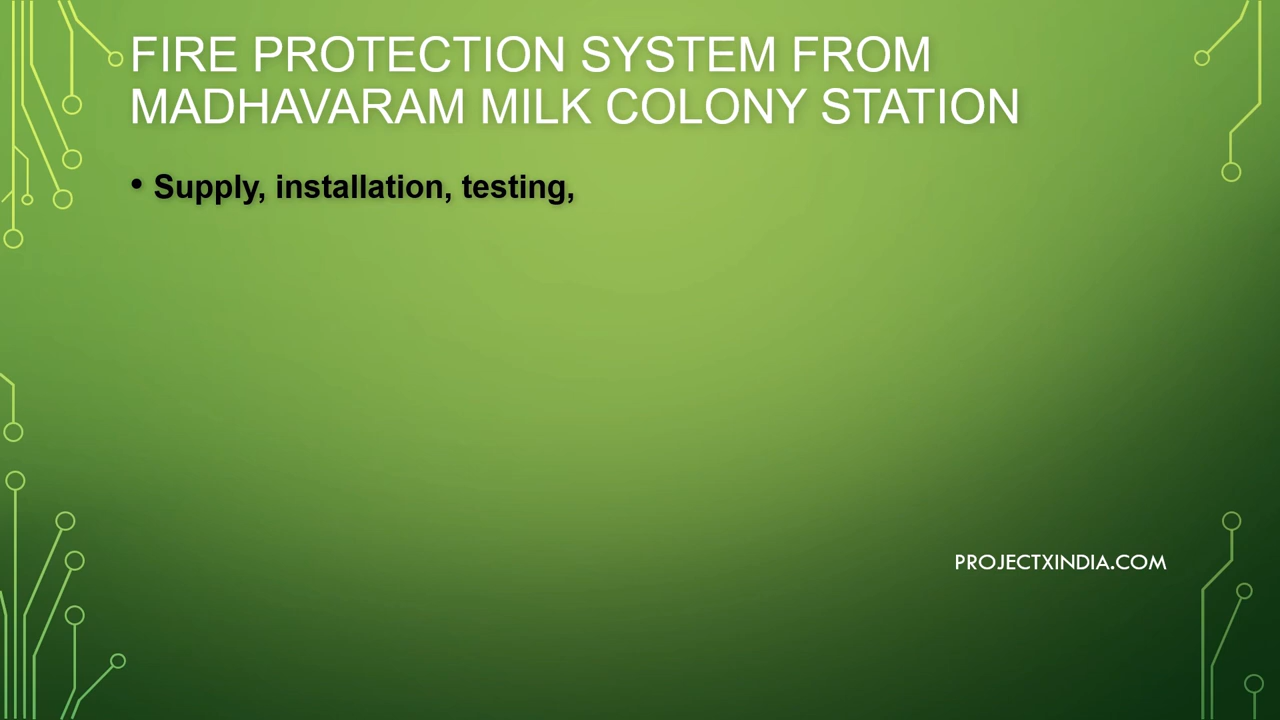 FIRE PROTECTION SYSTEM FROM
MADHAVARAM MILK COLONY STATION
• Supply, installation, testing,
PROJECTXINDIA.COM